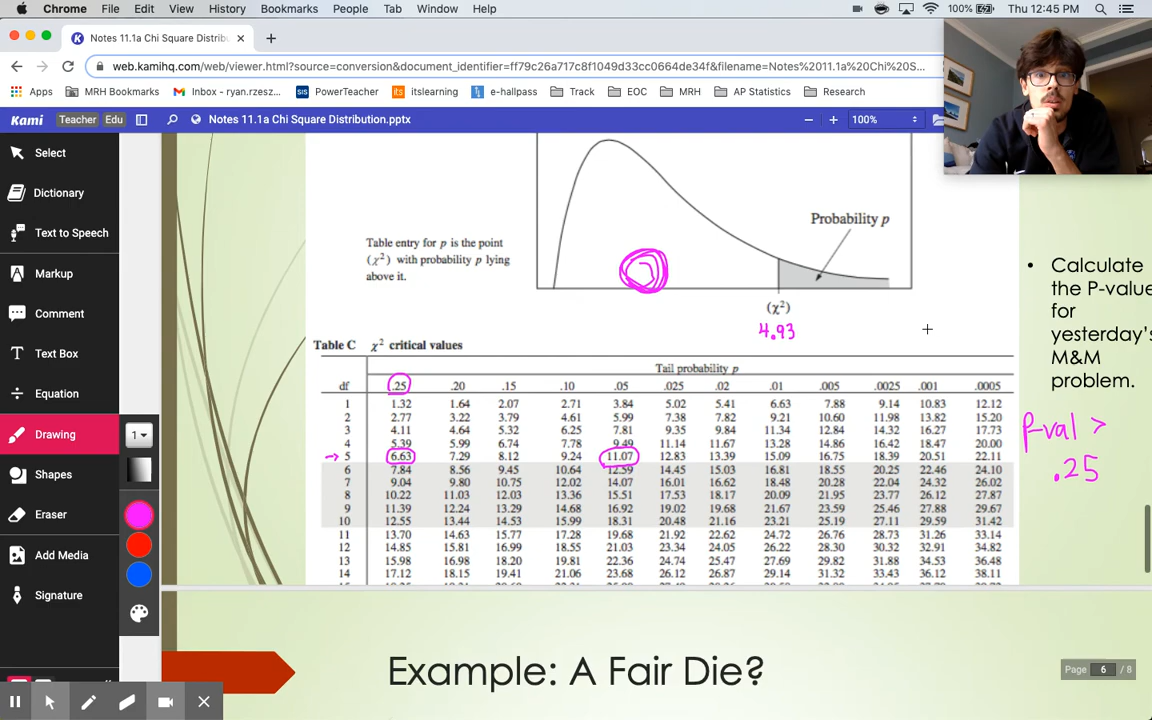 Chrome File Edit View History Bookmarks People Tab Window Help 100% Thu 12:45 PM
Notes 11.1a Chi Square Distribu
web.kamihq.com/web/viewer.html?source=conversion&document_identifier=ff79c26a717c8f1049d33cc0664de34f&filename=Notes%2011.1a%20Chi%20S...
Apps MRH Bookmarks Inbox - ryan.rzesz... SIS PowerTeacher its itslearning e-hallpass Track EOC MRH AP Statistics Research
Kami Teacher Edu Notes 11.1a Chi Square Distribution.pptx 100%
Select
Dictionary
Text to Speech
Markup
Comment
Text Box
Equation
Drawing
Shapes
Eraser
Add Media
Signature
1
Probability p
Table entry for p is the point
(χ²) with probability p lying
above it.
(χ²)
4.93
• Calculate
the P-value
for
yesterday's
M&M
problem.
P-val >
.25
Table C χ² critical values
Tail probability p
df .25 .20 .15 .10 .05 .025 .02 .01 .005 .0025 .001 .0005
1 1.32 1.64 2.07 2.71 3.84 5.02 5.41 6.63 7.88 9.14 10.83 12.12
2 2.77 3.22 3.79 4.61 5.99 7.38 7.82 9.21 10.60 11.98 13.82 15.20
3 4.11 4.64 5.32 6.25 7.81 9.35 9.84 11.34 12.84 14.32 16.27 17.73
4 5.39 5.99 6.74 7.78 9.49 11.14 11.67 13.28 14.86 16.42 18.47 20.00
→ 5 6.63 7.29 8.12 9.24 11.07 12.83 13.39 15.09 16.75 18.39 20.51 22.11
6 7.84 8.56 9.45 10.64 12.59 14.45 15.03 16.81 18.55 20.25 22.46 24.10
7 9.04 9.80 10.75 12.02 14.07 16.01 16.62 18.48 20.28 22.04 24.32 26.02
8 10.22 11.03 12.03 13.36 15.51 17.53 18.17 20.09 21.95 23.77 26.12 27.87
9 11.39 12.24 13.29 14.68 16.92 19.02 19.68 21.67 23.59 25.46 27.88 29.67
10 12.55 13.44 14.53 15.99 18.31 20.48 21.16 23.21 25.19 27.11 29.59 31.42
11 13.70 14.63 15.77 17.28 19.68 21.92 22.62 24.72 26.76 28.73 31.26 33.14
12 14.85 15.81 16.99 18.55 21.03 23.34 24.05 26.22 28.30 30.32 32.91 34.82
13 15.98 16.98 18.20 19.81 22.36 24.74 25.47 27.69 29.82 31.88 34.53 36.48
14 17.12 18.15 19.41 21.06 23.68 26.12 26.87 29.14 31.32 33.43 36.12 38.11
Example: A Fair Die?
Page 6 / 8